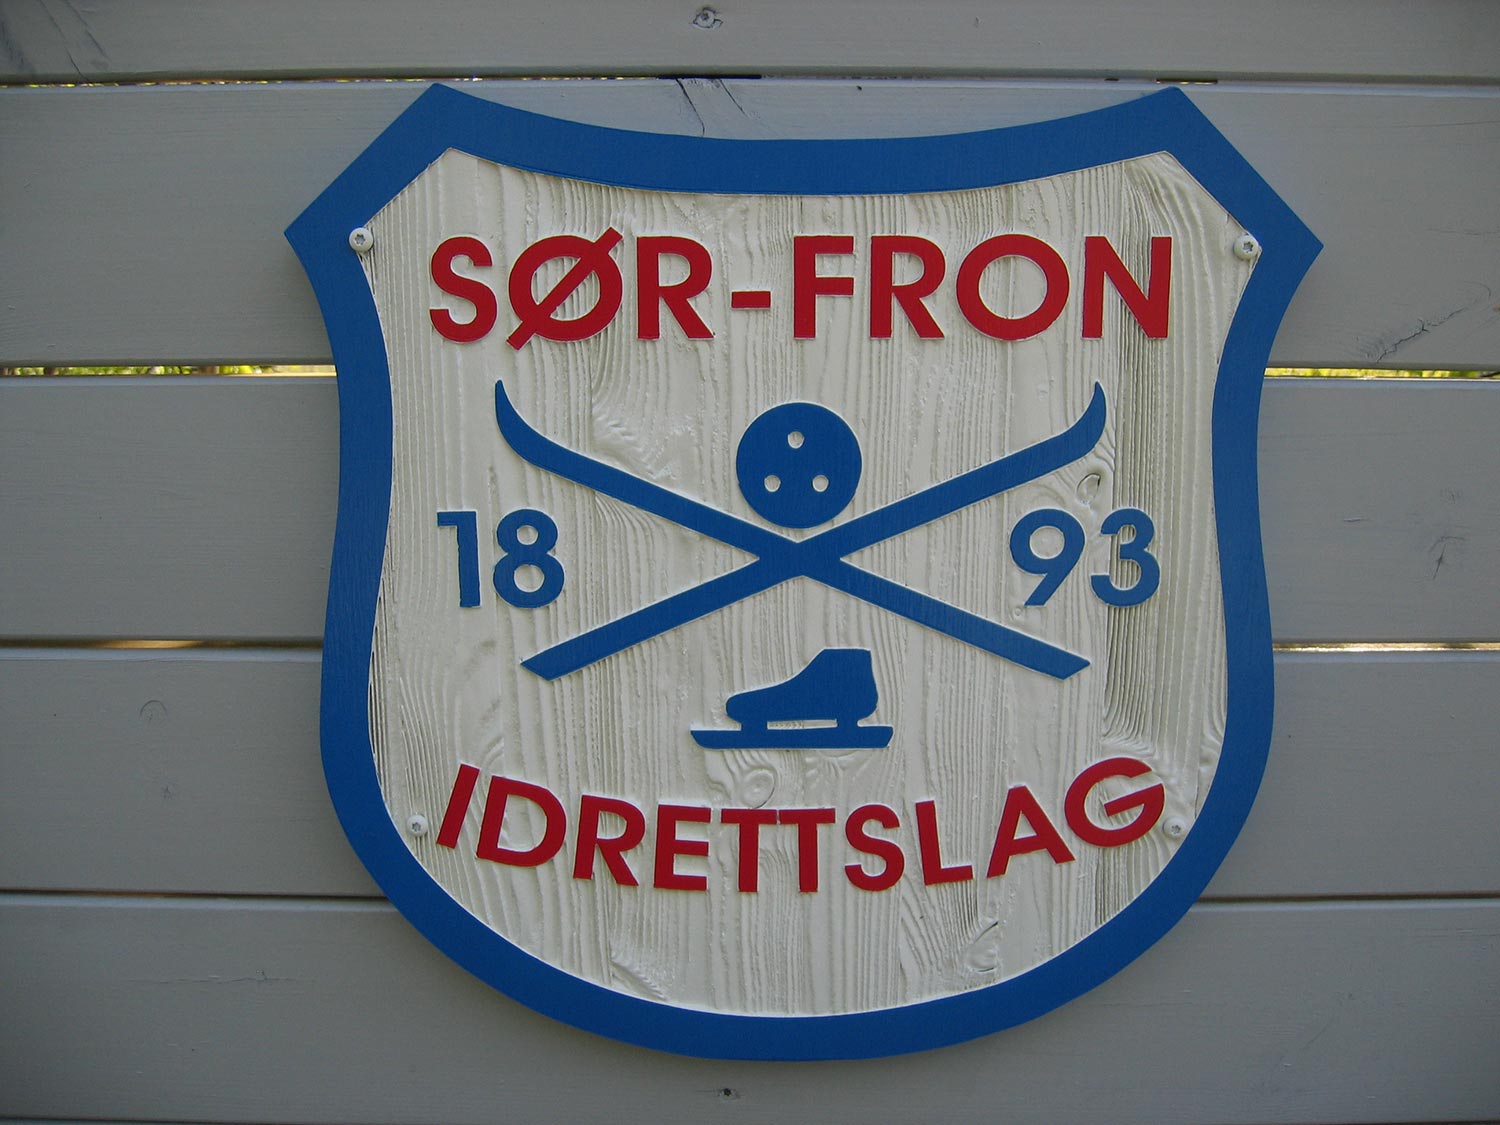 SØR-FRON
18 93
IDRETTSLAG